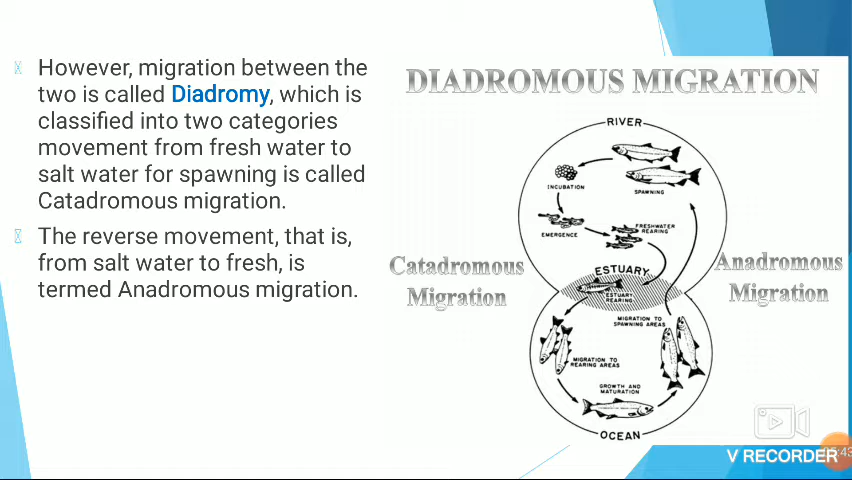 However, migration between the
two is called Diadromy, which is
classified into two categories
movement from fresh water to
salt water for spawning is called
Catadromous migration.
The reverse movement, that is,
from salt water to fresh, is
termed Anadromous migration.
DIADROMOUS MIGRATION
RIVER
INCUBATION
SPAWNING
EMERGENCE
FRESHWATER
REARING
Catadromous
Migration
ESTUARY
ESTUARY
REARING
Anadromous
Migration
MIGRATION TO
SPAWNING AREAS
MIGRATION TO
REARING AREAS
GROWTH AND
MATURATION
OCEAN
V RECORDER